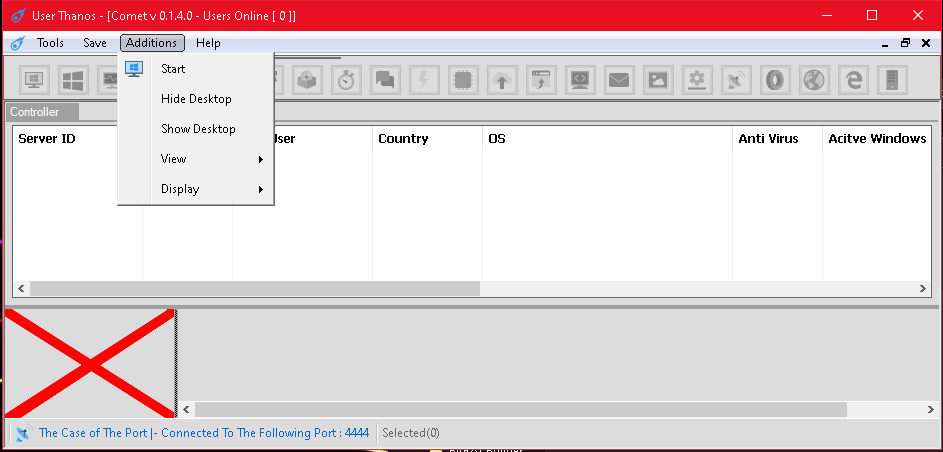 User Thanos - [Comet v 0.1.4.0 - Users Online [ 0 ]]
Tools Save Additions Help
Start
Hide Desktop
Show Desktop
View
Display
Controller
Server ID User Country OS Anti Virus Acitve Windows
The Case of The Port |- Connected To The Following Port : 4444 Selected(0)